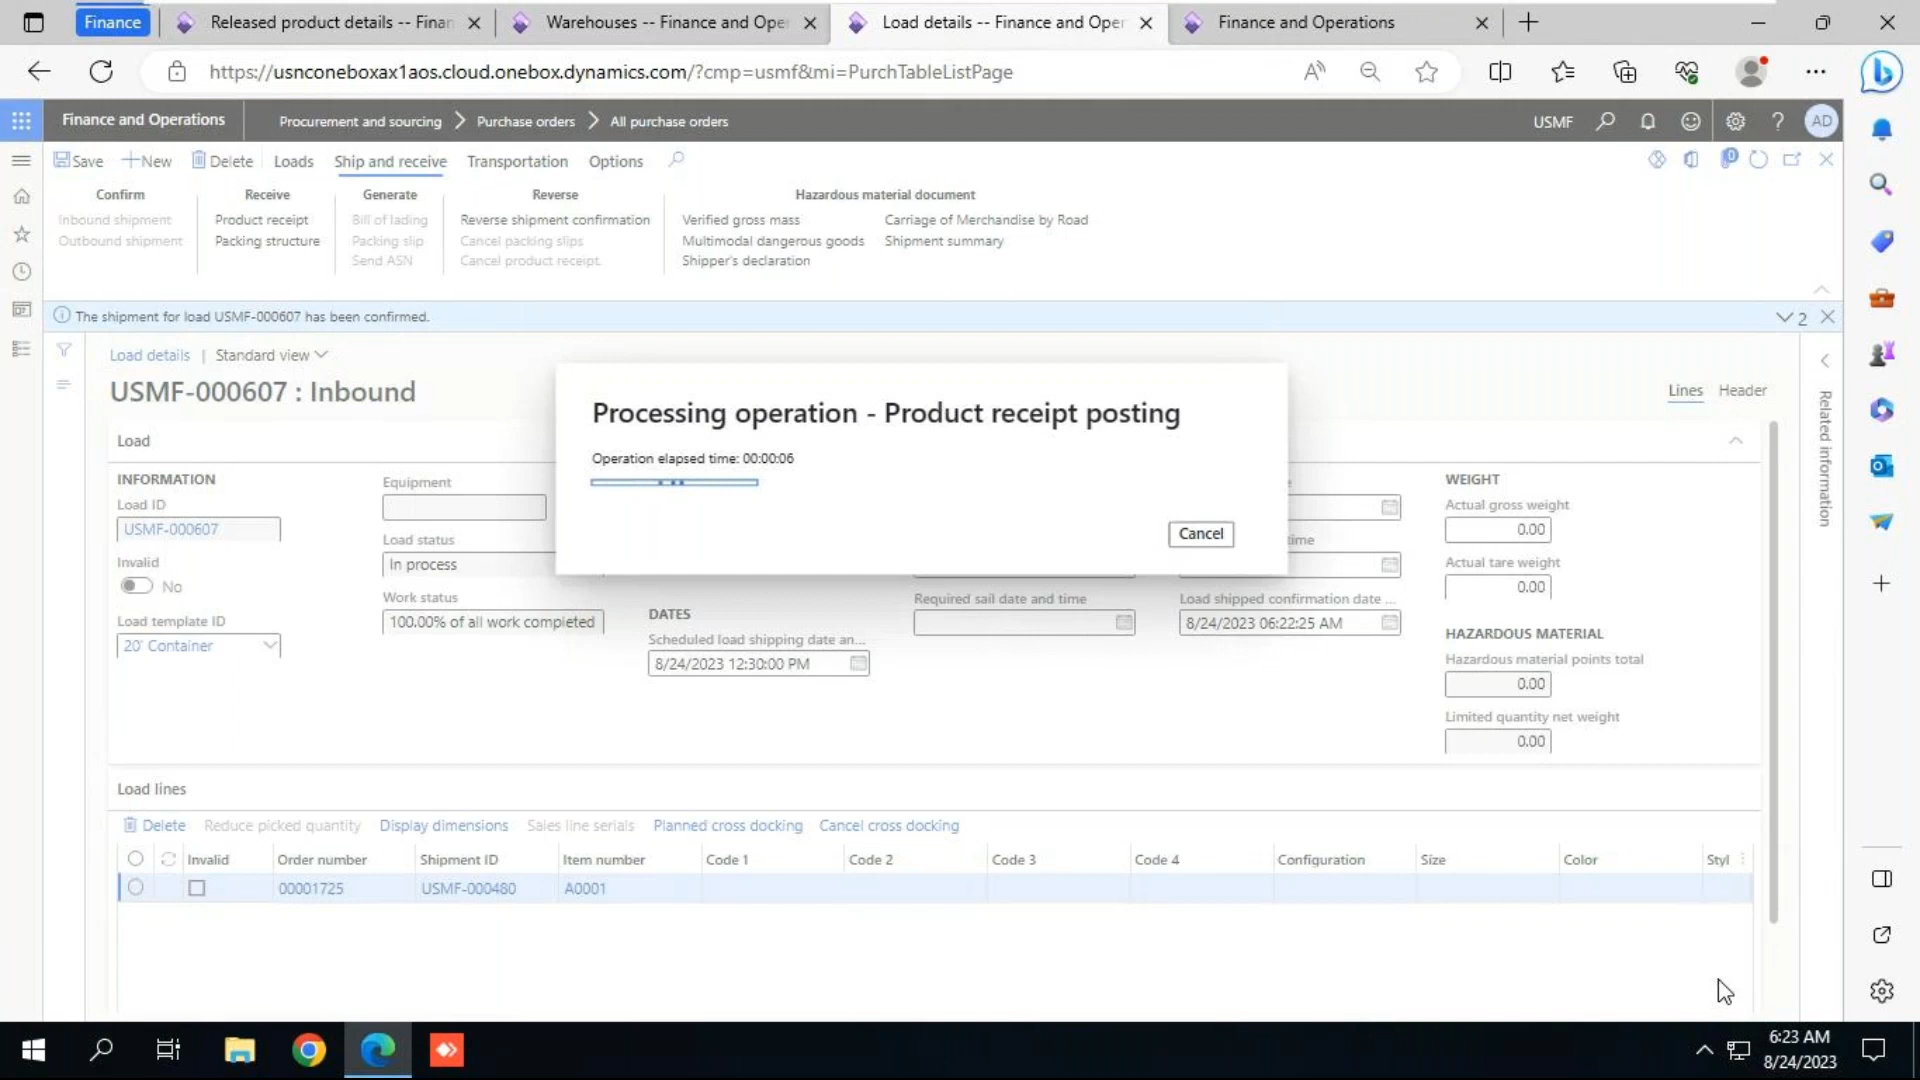 Finance
Released product details -- Finan
Warehouses -- Finance and Oper
Load details -- Finance and Oper
Finance and Operations
https://usnconeboxax1aos.cloud.onebox.dynamics.com/?cmp=usmf&mi=PurchTableListPage
Finance and Operations
Procurement and sourcing
Purchase orders
All purchase orders
USMF
AD
Save
New
Delete
Loads
Ship and receive
Transportation
Options
0
Confirm
Inbound shipment
Outbound shipment
Receive
Product receipt
Packing structure
Generate
Bill of lading
Packing slip
Send ASN
Reverse
Reverse shipment confirmation
Cancel packing slips
Cancel product receipt
Hazardous material document
Verified gross mass
Multimodal dangerous goods
Shipper's declaration
Carriage of Merchandise by Road
Shipment summary
The shipment for load USMF-000607 has been confirmed.
2
Load details | Standard view
USMF-000607 : Inbound
Lines
Header
Related information
Processing operation - Product receipt posting
Operation elapsed time: 00:00:06
Cancel
Load
INFORMATION
Load ID
USMF-000607
Invalid
No
Load template ID
20' Container
Equipment
Load status
In process
Work status
100.00% of all work completed
DATES
Scheduled load shipping date an...
8/24/2023 12:30:00 PM
Required sail date and time
time
Load shipped confirmation date ...
8/24/2023 06:22:25 AM
WEIGHT
Actual gross weight
0.00
Actual tare weight
0.00
HAZARDOUS MATERIAL
Hazardous material points total
0.00
Limited quantity net weight
0.00
Load lines
Delete
Reduce picked quantity
Display dimensions
Sales line serials
Planned cross docking
Cancel cross docking
Invalid Order number Shipment ID Item number Code 1 Code 2 Code 3 Code 4 Configuration Size Color Styl
00001725 USMF-000480 A0001
6:23 AM
8/24/2023